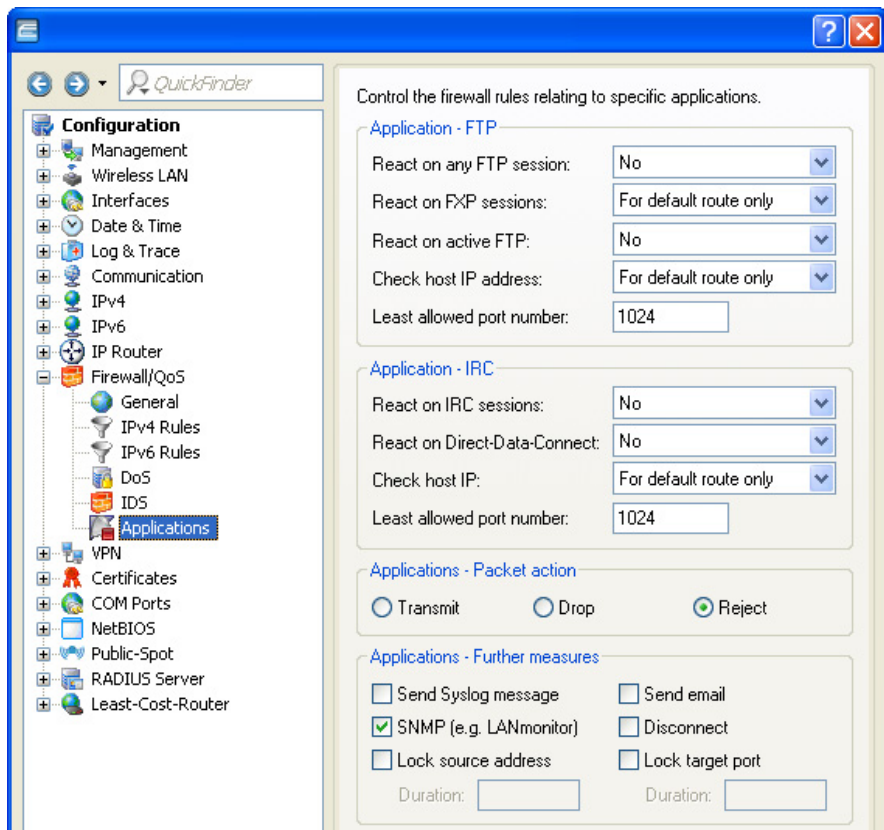 QuickFinder
Configuration
Management
Wireless LAN
Interfaces
Date & Time
Log & Trace
Communication
IPv4
IPv6
IP Router
Firewall/QoS
General
IPv4 Rules
IPv6 Rules
DoS
IDS
Applications
VPN
Certificates
COM Ports
NetBIOS
Public-Spot
RADIUS Server
Least-Cost-Router
Control the firewall rules relating to specific applications.
Application - FTP
React on any FTP session: No
React on FXP sessions: For default route only
React on active FTP: No
Check host IP address: For default route only
Least allowed port number: 1024
Application - IRC
React on IRC sessions: No
React on Direct-Data-Connect: No
Check host IP: For default route only
Least allowed port number: 1024
Applications - Packet action
Transmit Drop Reject
Applications - Further measures
Send Syslog message Send email
SNMP (e.g. LANmonitor) Disconnect
Lock source address Lock target port
Duration: Duration: